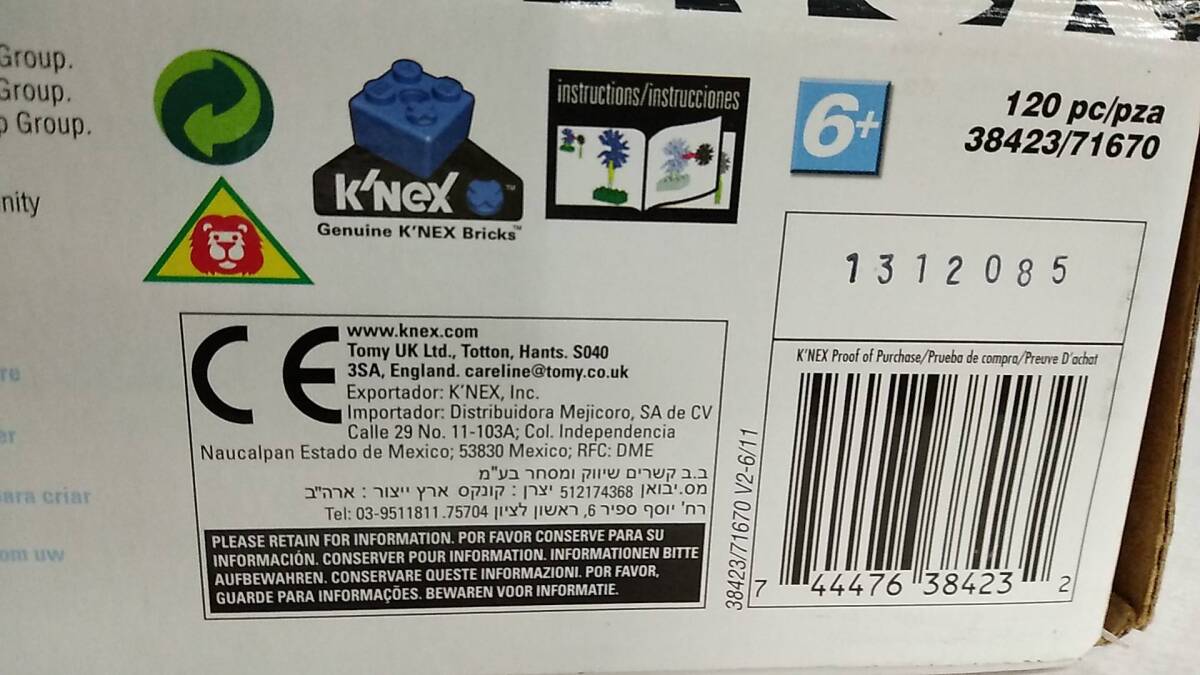 Group.
Group.
Group.
nity
re
er
ara criar
om uw
K'NEX
™
Genuine K'NEX Bricks™
instructions/instrucciones
6+
120 pc/pza
38423/71670
1312085
K'NEX Proof of Purchase/Prueba de compra/Preuve D'achat
7 44476 38423 2
38423/71670 V2-6/11
CE
www.knex.com
Tomy UK Ltd., Totton, Hants. S040
3SA, England. careline@tomy.co.uk
Exportador: K'NEX, Inc.
Importador: Distribuidora Mejicoro, SA de CV
Calle 29 No. 11-103A; Col. Independencia
Naucalpan Estado de Mexico; 53830 Mexico; RFC: DME
ב.ב קשרים שיווק ומסחר בע"מ
מס.יבואן 512174368 יצרן : קונקס ארץ ייצור : ארה"ב
רח' יוסף ספיר 6, ראשון לציון 75704. Tel: 03-9511811
PLEASE RETAIN FOR INFORMATION. POR FAVOR CONSERVE PARA SU
INFORMACIÓN. CONSERVER POUR INFORMATION. INFORMATIONEN BITTE
AUFBEWAHREN. CONSERVARE QUESTE INFORMAZIONI. POR FAVOR,
GUARDE PARA INFORMAÇÕES. BEWAREN VOOR INFORMATIE.